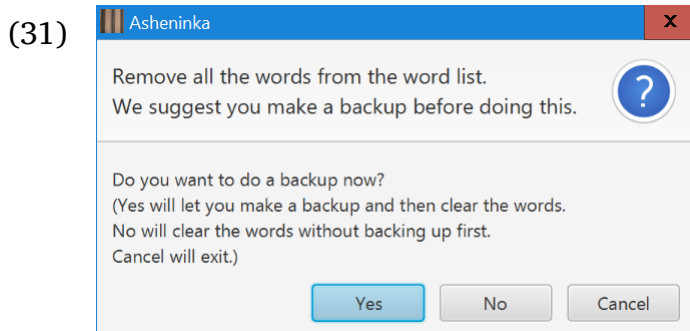 (31)
Asheninka
x
Remove all the words from the word list.
We suggest you make a backup before doing this.
?
Do you want to do a backup now?
(Yes will let you make a backup and then clear the words.
No will clear the words without backing up first.
Cancel will exit.)
Yes No Cancel